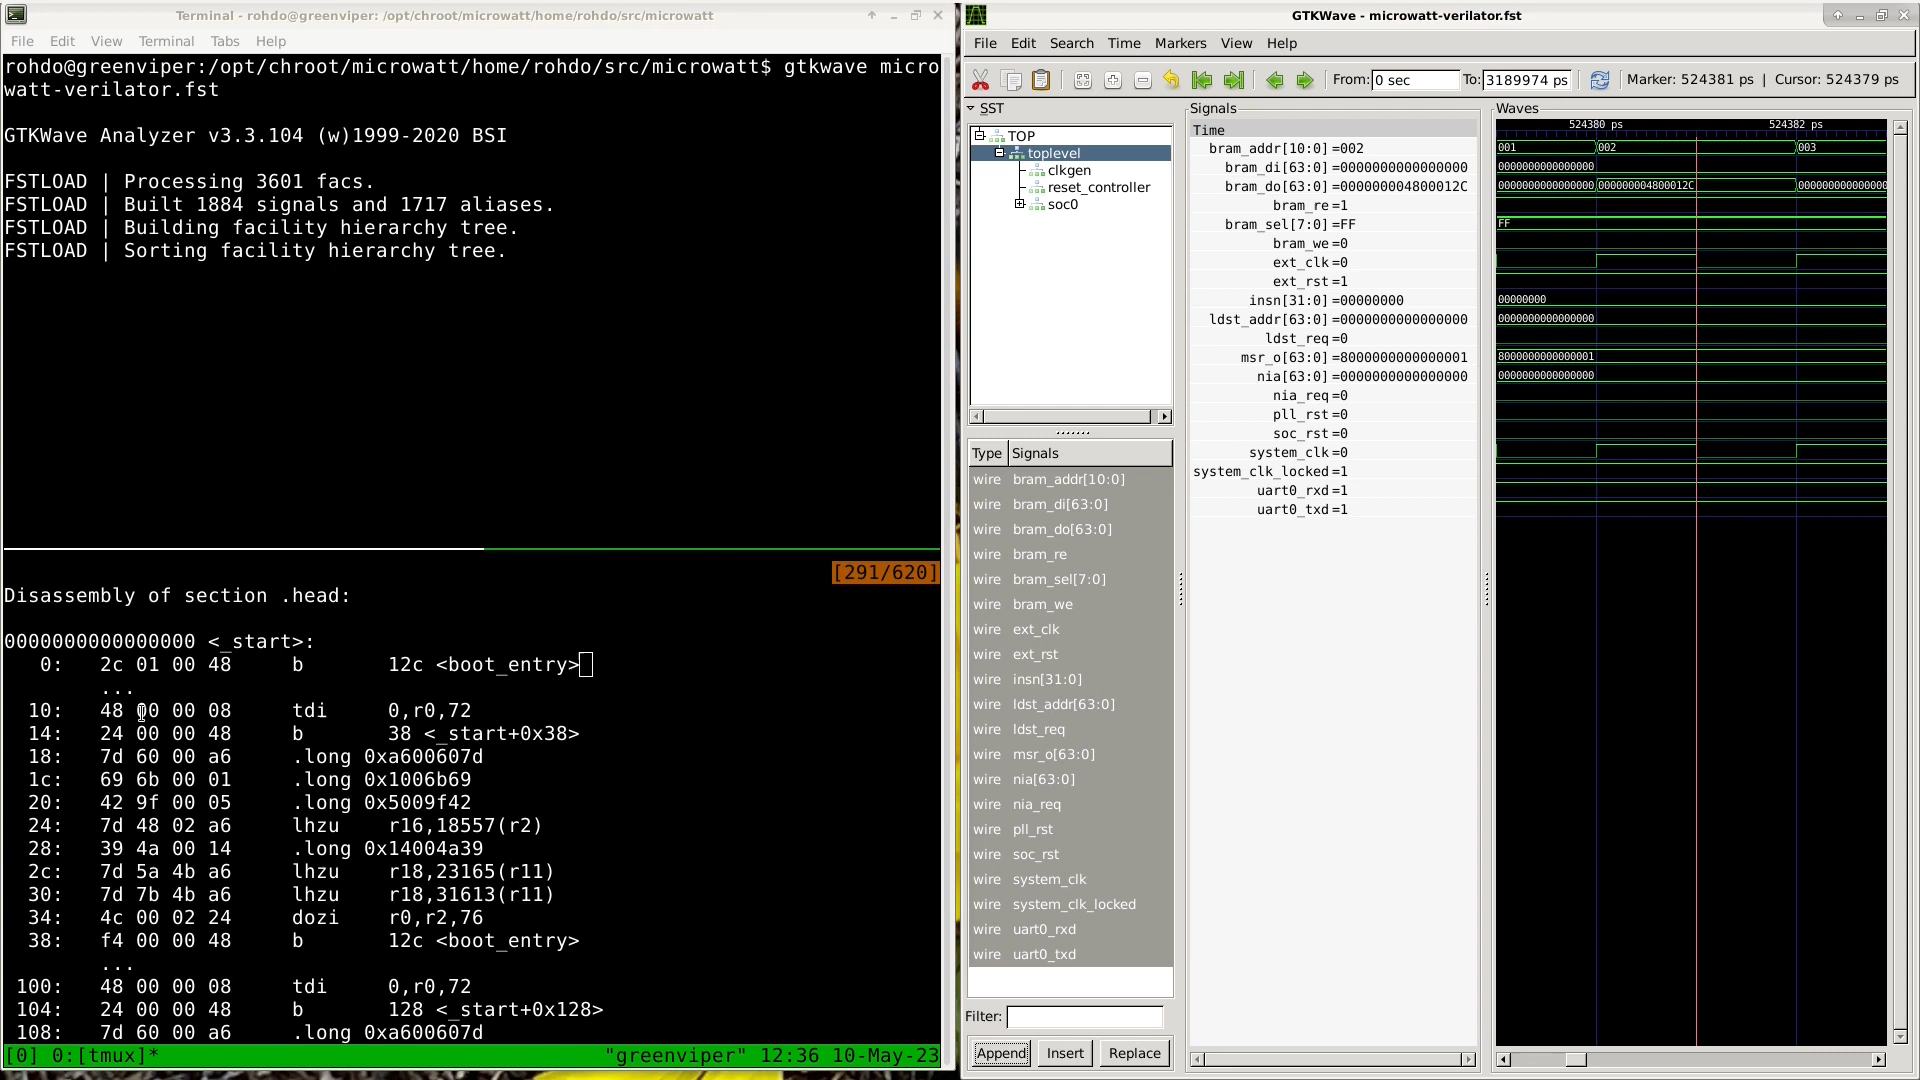 Terminal - rohdo@greenviper: /opt/chroot/microwatt/home/rohdo/src/microwatt
File Edit View Terminal Tabs Help
rohdo@greenviper:/opt/chroot/microwatt/home/rohdo/src/microwatt$ gtkwave micro
watt-verilator.fst
GTKWave Analyzer v3.3.104 (w)1999-2020 BSI
FSTLOAD | Processing 3601 facs.
FSTLOAD | Built 1884 signals and 1717 aliases.
FSTLOAD | Building facility hierarchy tree.
FSTLOAD | Sorting facility hierarchy tree.
[291/620]
Disassembly of section .head:
0000000000000000 <_start>:
0: 2c 01 00 48 b 12c <boot_entry>
...
10: 48 00 00 08 tdi 0,r0,72
14: 24 00 00 48 b 38 <_start+0x38>
18: 7d 60 00 a6 .long 0xa600607d
1c: 69 6b 00 01 .long 0x1006b69
20: 42 9f 00 05 .long 0x5009f42
24: 7d 48 02 a6 lhzu r16,18557(r2)
28: 39 4a 00 14 .long 0x14004a39
2c: 7d 5a 4b a6 lhzu r18,23165(r11)
30: 7d 7b 4b a6 lhzu r18,31613(r11)
34: 4c 00 02 24 dozi r0,r2,76
38: f4 00 00 48 b 12c <boot_entry>
...
100: 48 00 00 08 tdi 0,r0,72
104: 24 00 00 48 b 128 <_start+0x128>
108: 7d 60 00 a6 .long 0xa600607d
[0] 0:[tmux]* "greenviper" 12:36 10-May-23
GTKWave - microwatt-verilator.fst
File Edit Search Time Markers View Help
From: 0 sec To: 3189974 ps Marker: 524381 ps | Cursor: 524379 ps
SST
TOP
toplevel
clkgen
reset_controller
soc0
Type Signals
wire bram_addr[10:0]
wire bram_di[63:0]
wire bram_do[63:0]
wire bram_re
wire bram_sel[7:0]
wire bram_we
wire ext_clk
wire ext_rst
wire insn[31:0]
wire ldst_addr[63:0]
wire ldst_req
wire msr_o[63:0]
wire nia[63:0]
wire nia_req
wire pll_rst
wire soc_rst
wire system_clk
wire system_clk_locked
wire uart0_rxd
wire uart0_txd
Filter:
Append Insert Replace
Signals
Time
bram_addr[10:0] =002
bram_di[63:0] =0000000000000000
bram_do[63:0] =000000004800012C
bram_re =1
bram_sel[7:0] =FF
bram_we =0
ext_clk =0
ext_rst =1
insn[31:0] =00000000
ldst_addr[63:0] =0000000000000000
ldst_req =0
msr_o[63:0] =8000000000000001
nia[63:0] =0000000000000000
nia_req =0
pll_rst =0
soc_rst =0
system_clk =0
system_clk_locked =1
uart0_rxd =1
uart0_txd =1
Waves
524380 ps 524382 ps
001 002 003
0000000000000000
0000000000000000 000000004800012C 000000000000000
FF
00000000
0000000000000000
8000000000000001
0000000000000000